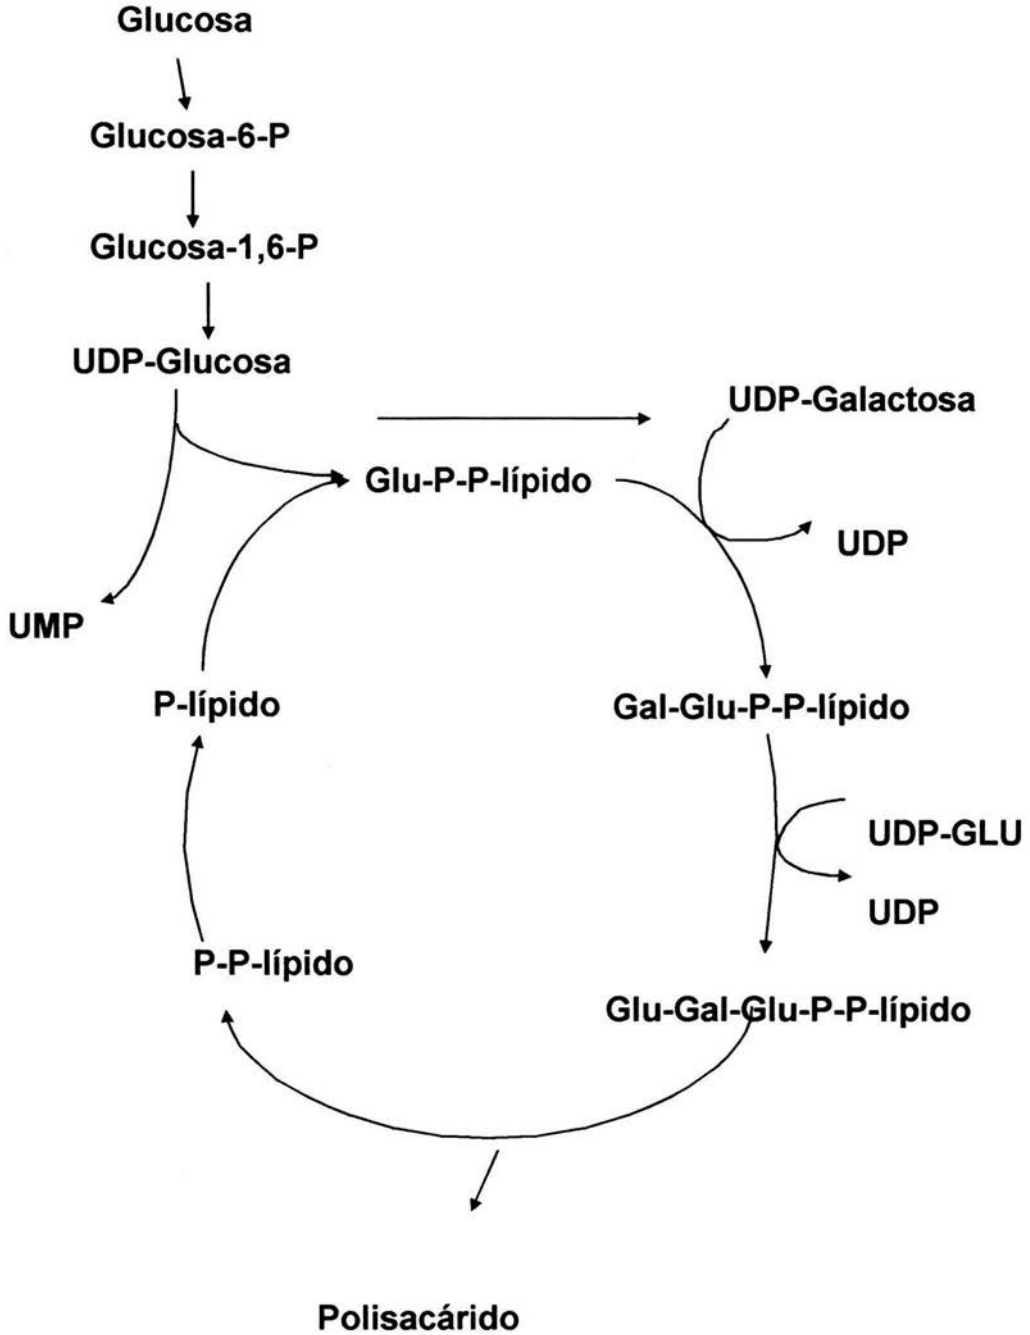 Glucosa
Glucosa-6-P
Glucosa-1,6-P
UDP-Glucosa
UDP-Galactosa
Glu-P-P-lípido
UDP
UMP
P-lípido
Gal-Glu-P-P-lípido
UDP-GLU
UDP
P-P-lípido
Glu-Gal-Glu-P-P-lípido
Polisacárido